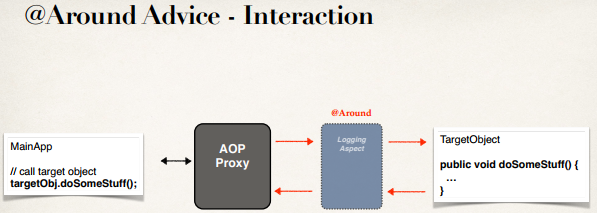 @Around Advice - Interaction
@Around
MainApp
// call target object
targetObj.doSomeStuff();
AOP
Proxy
Logging
Aspect
TargetObject
public void doSomeStuff() {
...
}